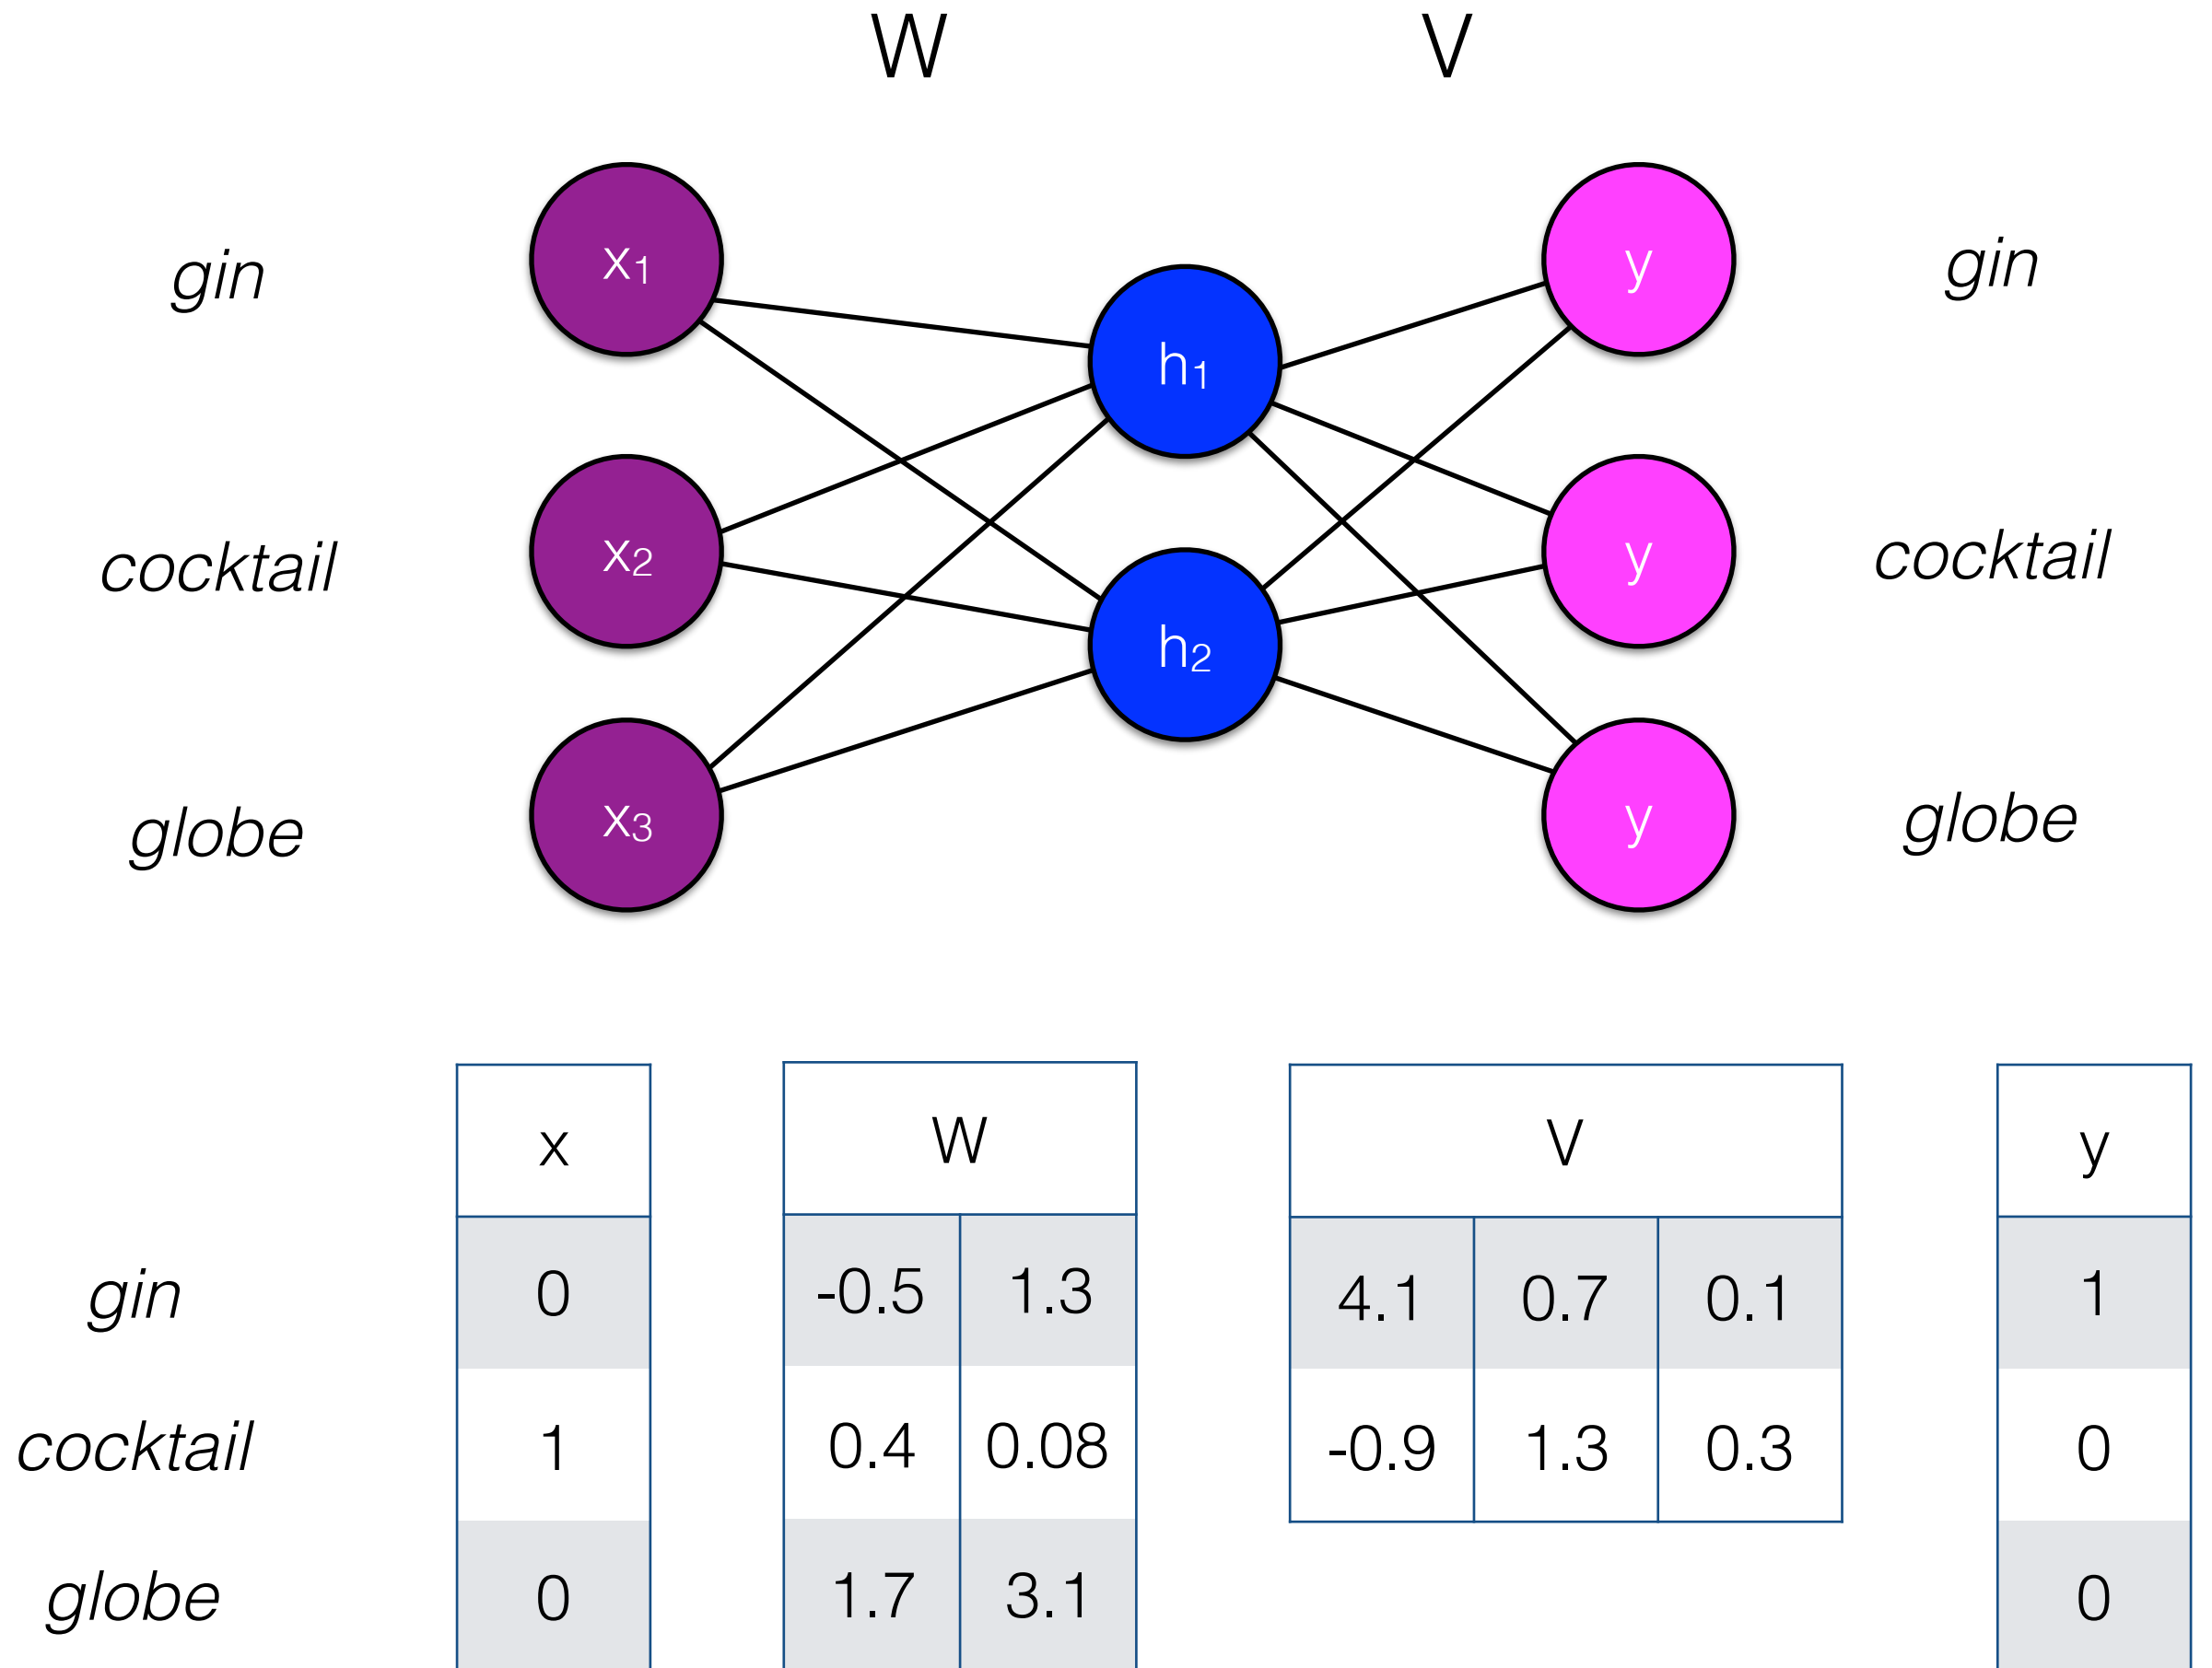 W V
gin x1 h1 y gin
cocktail x2 h2 y cocktail
globe x3 y globe
x W V y
gin 0 -0.5 1.3 4.1 0.7 0.1 1
cocktail 1 0.4 0.08 -0.9 1.3 0.3 0
globe 0 1.7 3.1 0